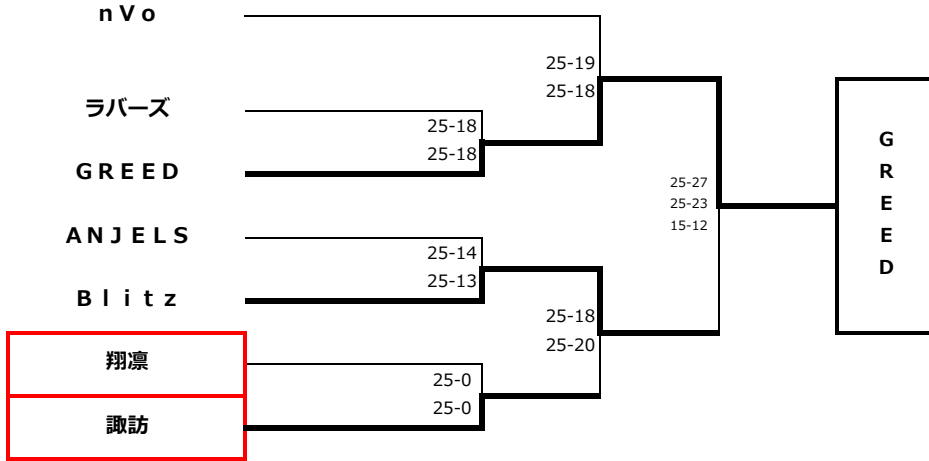 ｎＶｏ
25-19
25-18
ラバーズ
25-18
25-18
ＧＲＥＥＤ
25-27
25-23
15-12
ＡＮＪＥＬＳ
25-14
25-13
Ｂｌｉｔｚ
25-18
25-20
翔凛
25-0
25-0
諏訪
G
R
E
E
D